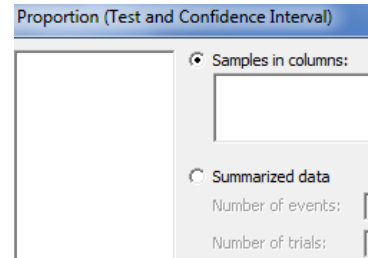 Proportion (Test and Confidence Interval)
Samples in columns:
Summarized data
Number of events:
Number of trials: